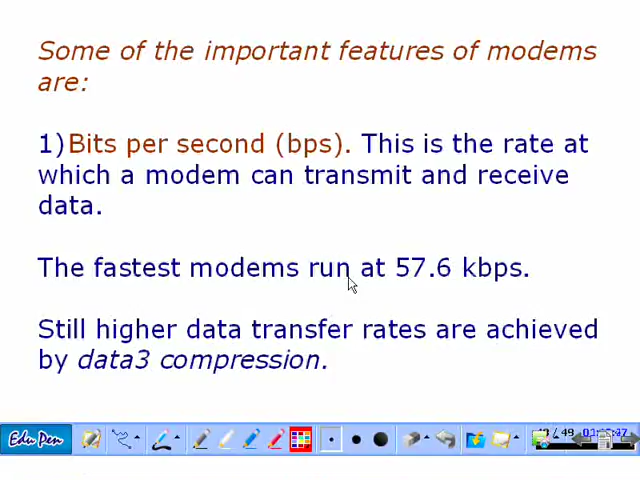 Some of the important features of modems
are:
1)Bits per second (bps). This is the rate at
which a modem can transmit and receive
data.
The fastest modems run at 57.6 kbps.
Still higher data transfer rates are achieved
by data3 compression.
Edu Pen
/ 49